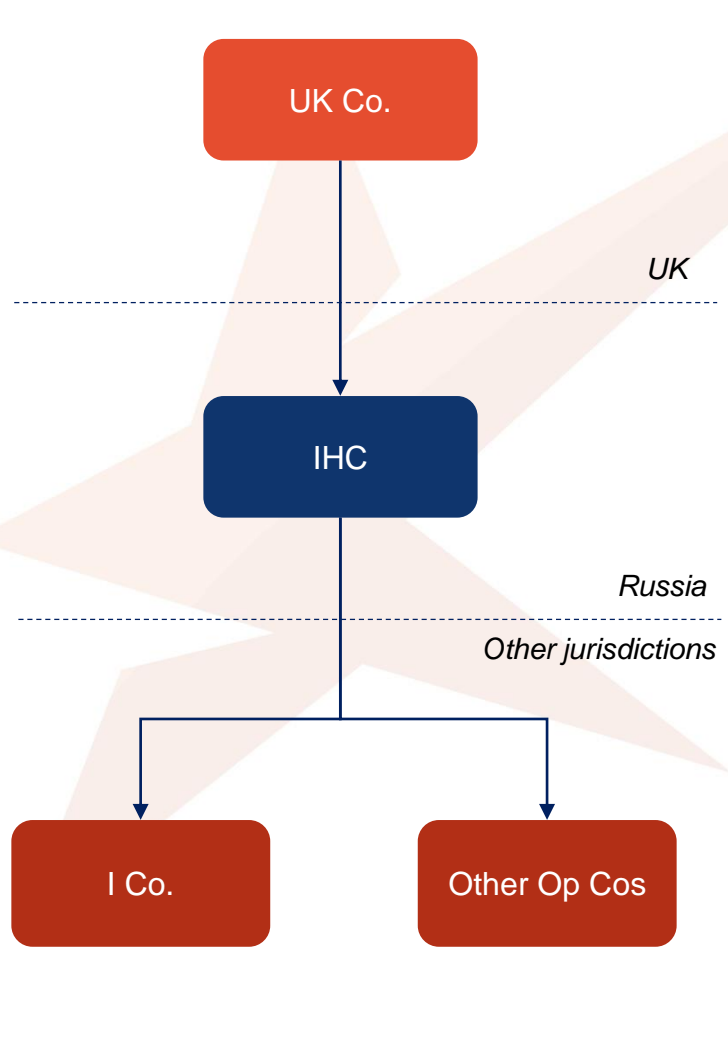 UK Co.
UK
IHC
Russia
Other jurisdictions
I Co.
Other Op Cos